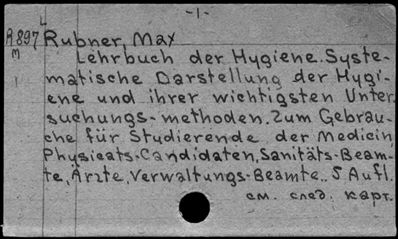 -1-
A897 Rubner, Max
M
Lehrbuch der Hygiene. Syste-
matische Darstellung der Hygi-
ene und ihrer wichtigsten Unter
suchungs-methoden. Zum Gebrau-
che für Studierende der Medicin,
Physicats-Candidaten, Sanitäts-Beam-
te, Ärzte, Verwaltungs-Beamte. 5 Aufl.
см. след. карт.